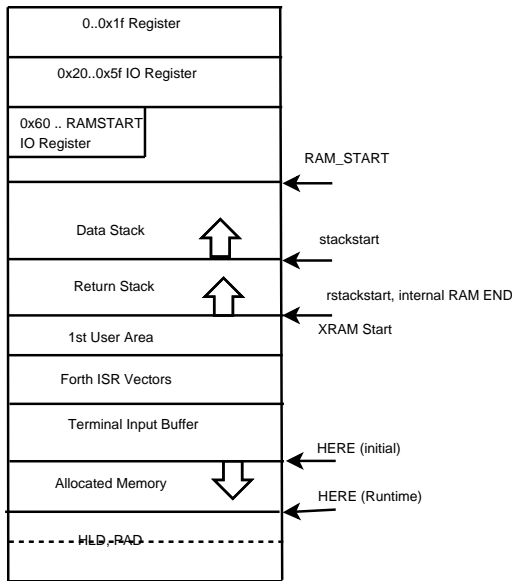 0..0x1f Register
0x20..0x5f IO Register
0x60 .. RAMSTART
IO Register
RAM_START
Data Stack
stackstart
Return Stack
rstackstart, internal RAM END
XRAM Start
1st User Area
Forth ISR Vectors
Terminal Input Buffer
HERE (initial)
Allocated Memory
HERE (Runtime)
HLD, PAD